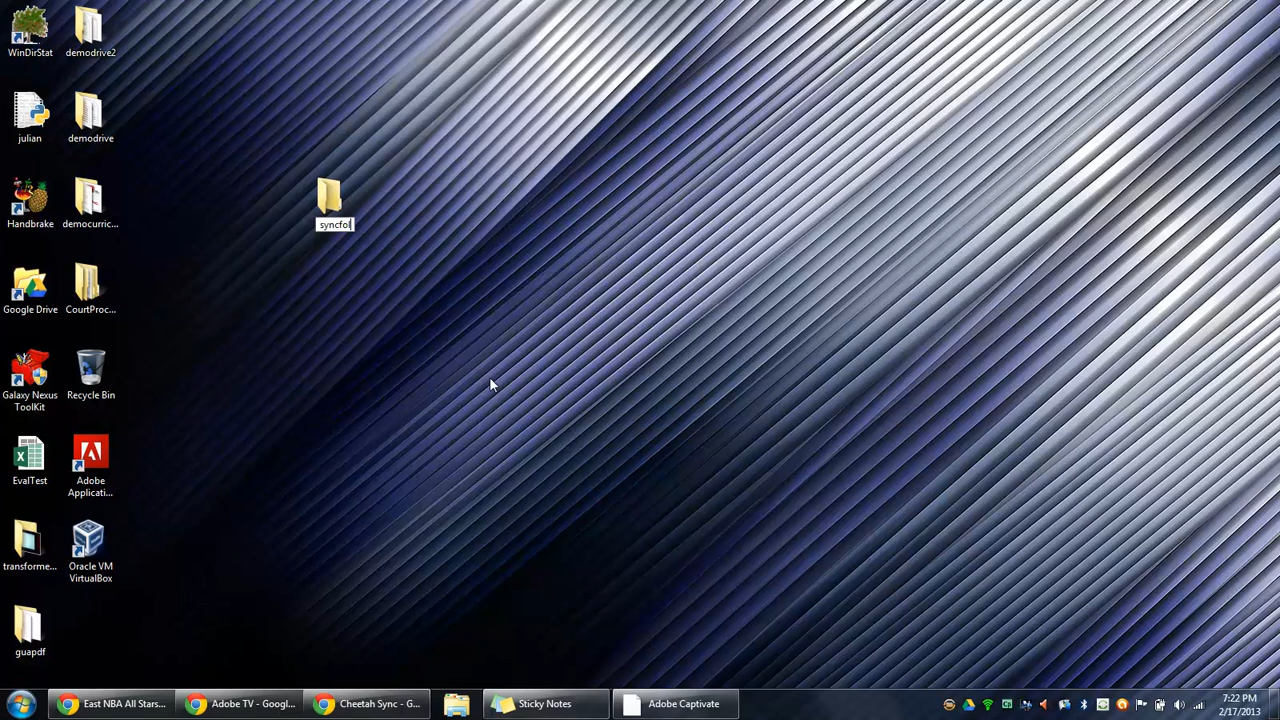 WinDirStat
demodrive2
julian
demodrive
Handbrake
democurric...
syncfol
Google Drive
CourtProc...
Galaxy Nexus
ToolKit
Recycle Bin
EvalTest
Adobe
Applicati...
transforme...
Oracle VM
VirtualBox
guapdf
East NBA All Stars...
Adobe TV - Googl...
Cheetah Sync - G...
Sticky Notes
Adobe Captivate
7:22 PM
2/17/2013